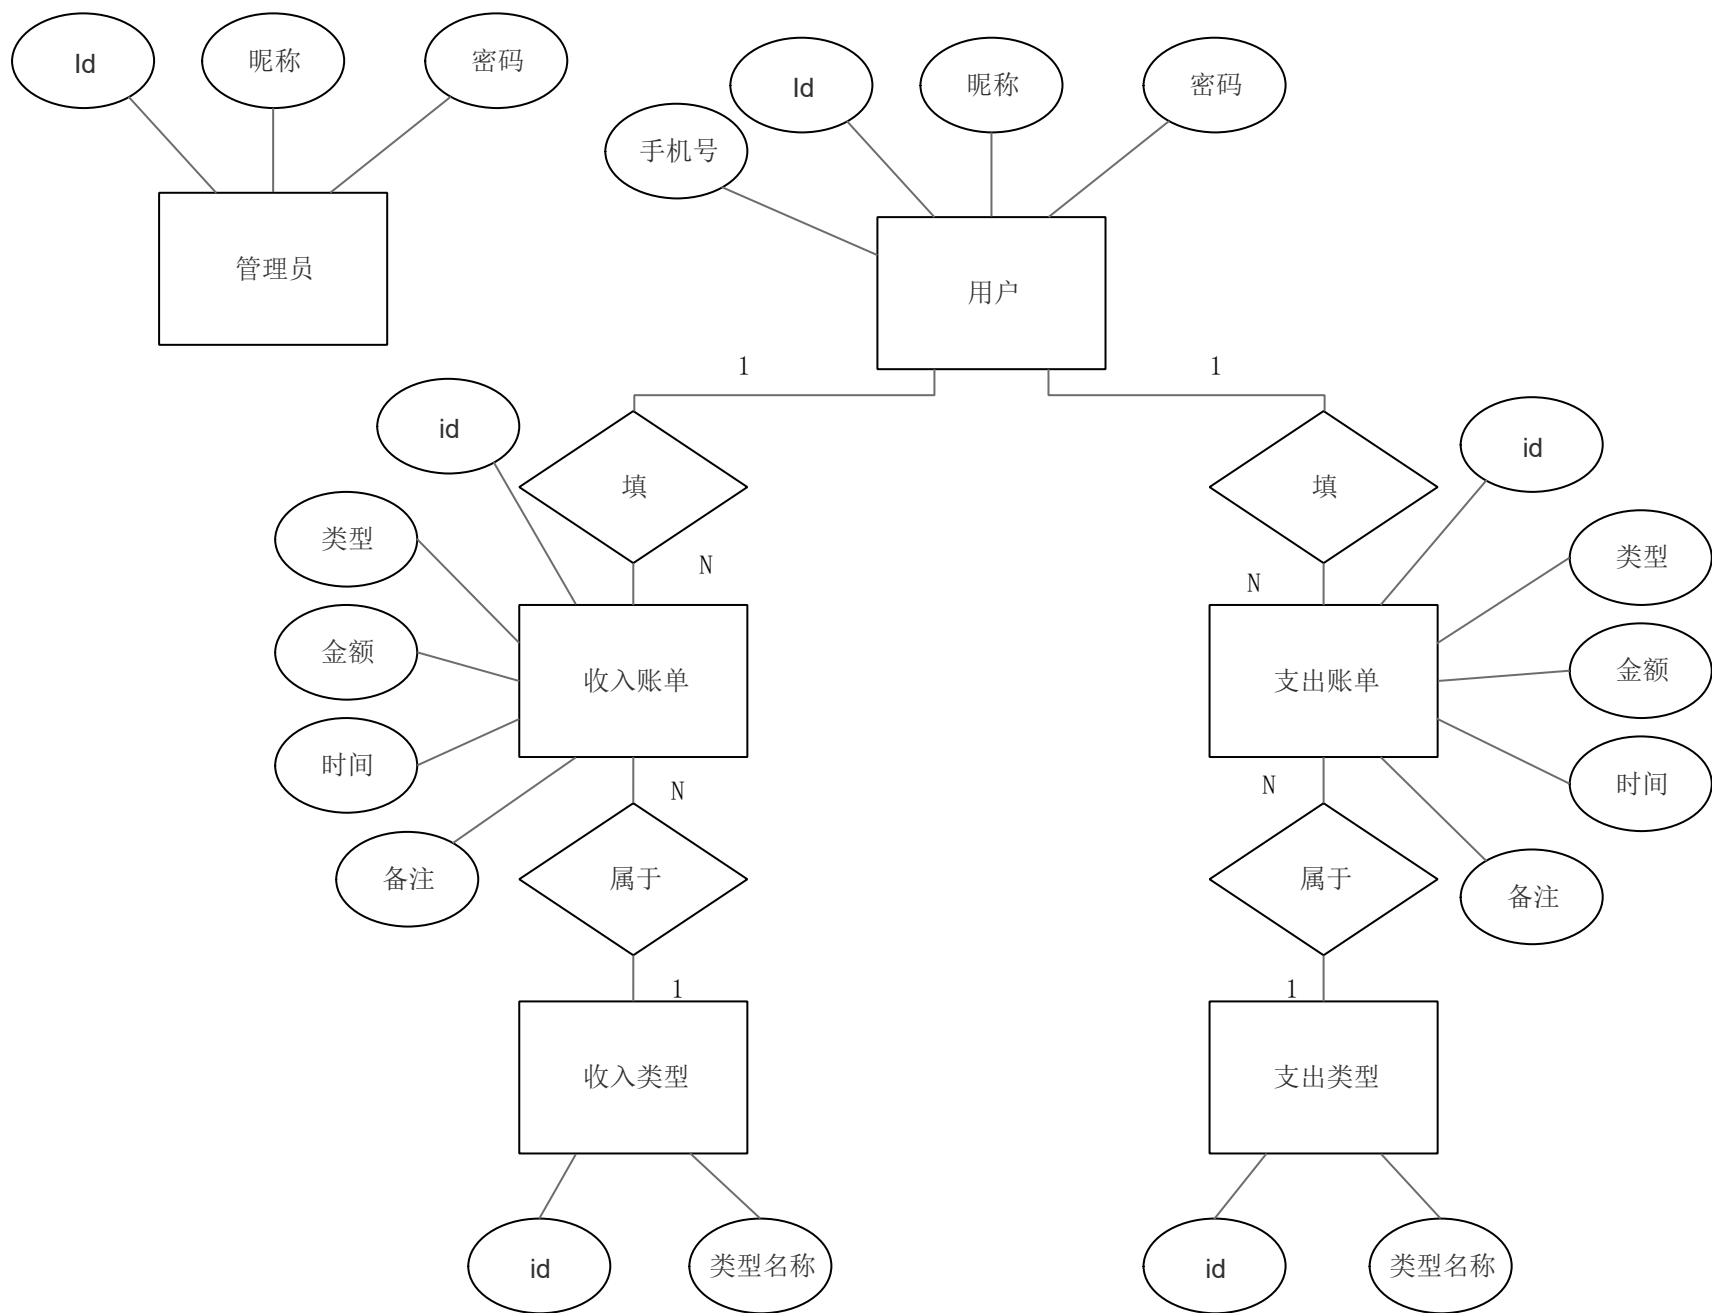 Id
昵称
密码
Id
昵称
密码
手机号
管理员
用户
1
1
id
id
填
填
类型
N
N
类型
金额
收入账单
支出账单
金额
时间
N
N
时间
备注
属于
属于
备注
1
1
收入类型
支出类型
id
类型名称
id
类型名称